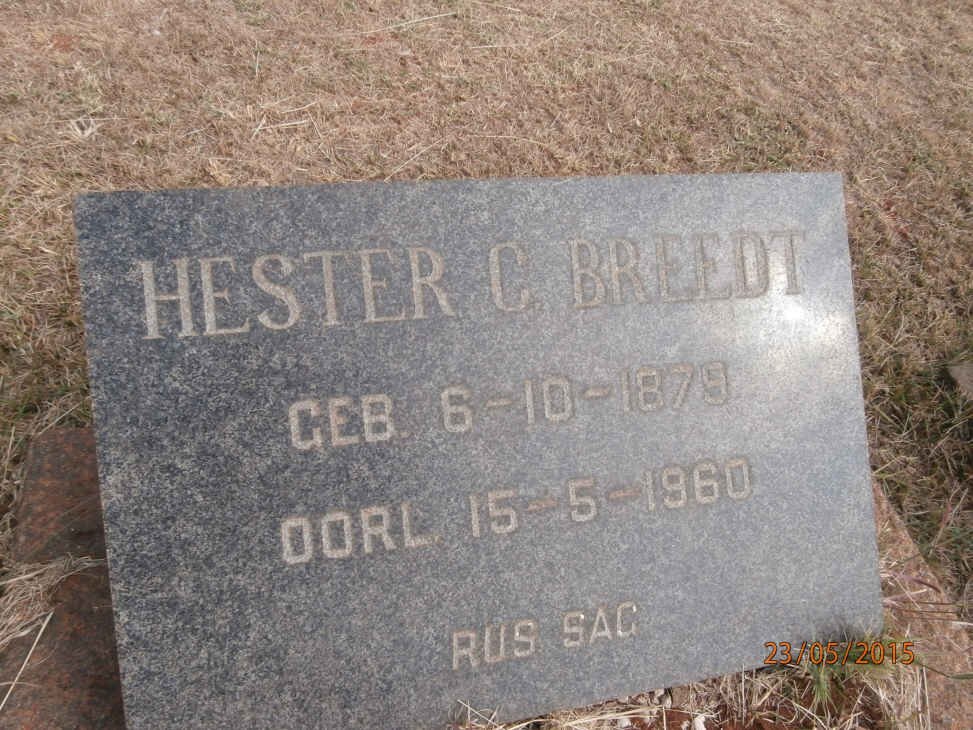 HESTER C. BREEDT
GEB. 6-10-1879
OORL. 15-5-1960
RUS SAG
23/05/2015